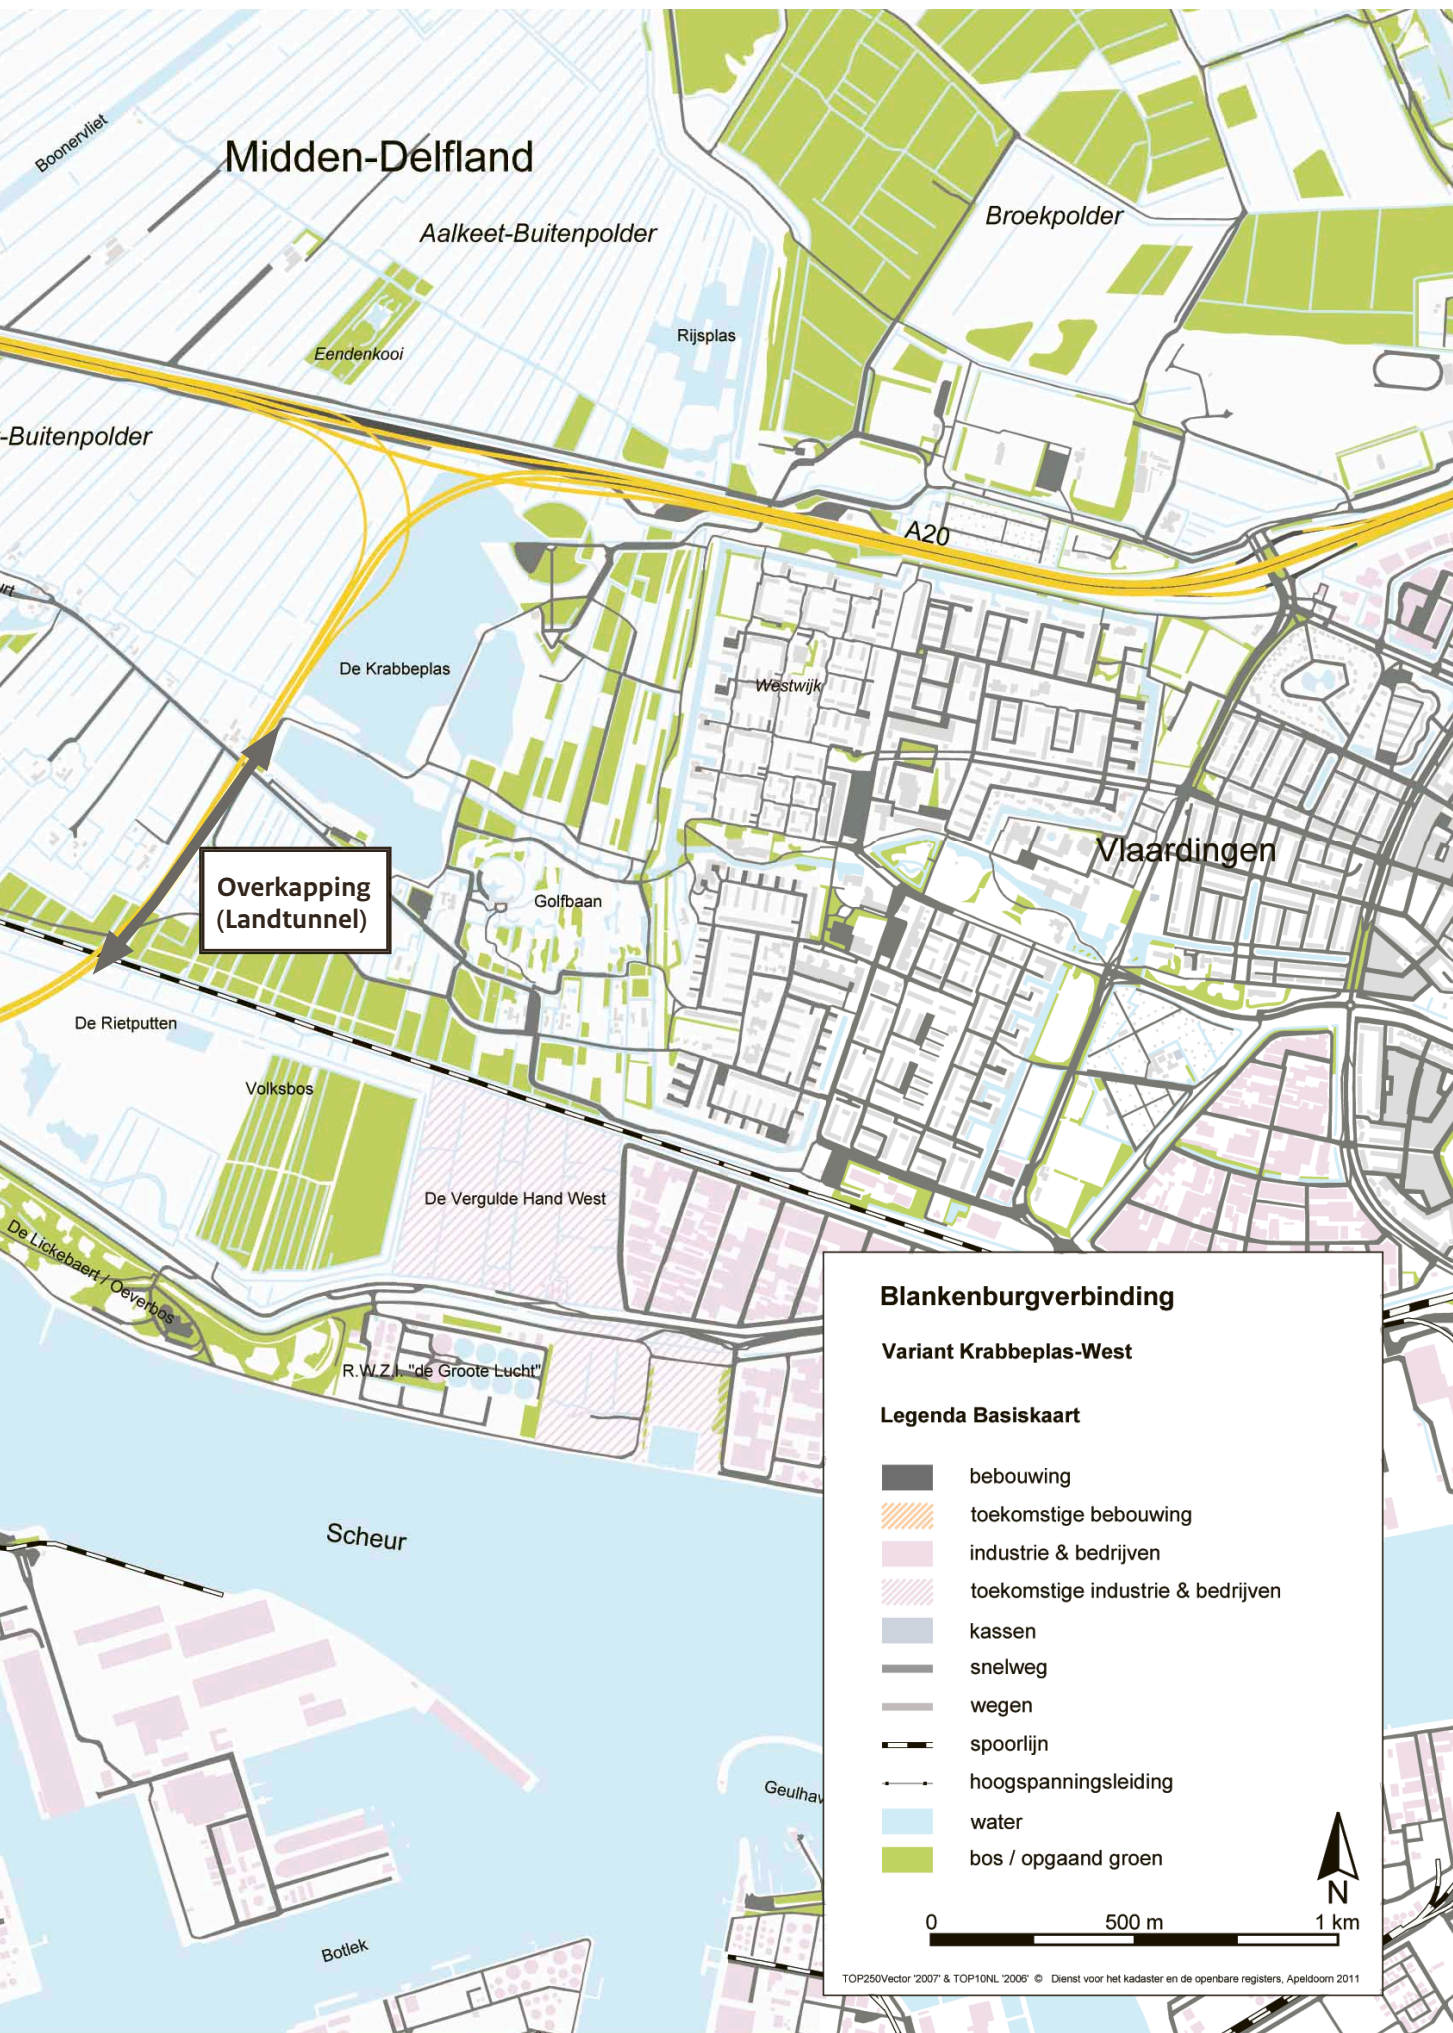 Boonervliet
Midden-Delfland
Aalkeet-Buitenpolder
Broekpolder
Rijsplas
Eendenkooi
-Buitenpolder
A20
De Krabbeplas
Westwijk
Vlaardingen
Overkapping
(Landtunnel)
Golfbaan
De Rietputten
Volksbos
De Vergulde Hand West
De Lickebaert / Oeverbos
R.W.Z.I. "de Groote Lucht"
Scheur
Geulhav
Botlek
Blankenburgverbinding
Variant Krabbeplas-West
Legenda Basiskaart
bebouwing
toekomstige bebouwing
industrie & bedrijven
toekomstige industrie & bedrijven
kassen
snelweg
wegen
spoorlijn
hoogspanningsleiding
water
bos / opgaand groen
N
0 500 m 1 km
TOP250Vector '2007' & TOP10NL '2006' © Dienst voor het kadaster en de openbare registers, Apeldoorn 2011